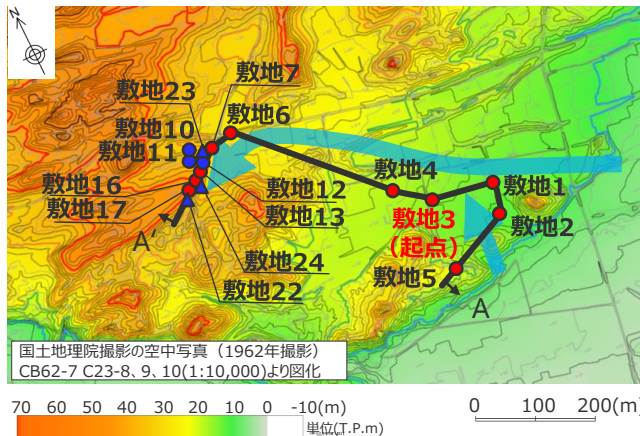 N
敷地7
敷地23
敷地10
敷地6
敷地11
敷地4
敷地1
敷地16
敷地12
敷地3
(起点)
敷地17
敷地13
敷地2
A′
敷地24
敷地5
敷地22
A
国土地理院撮影の空中写真（1962年撮影）
CB62-7 C23-8、9、10(1:10,000)より図化
70 60 50 40 30 20 10 0 -10(m)
単位(T.P.m)
0 100 200(m)